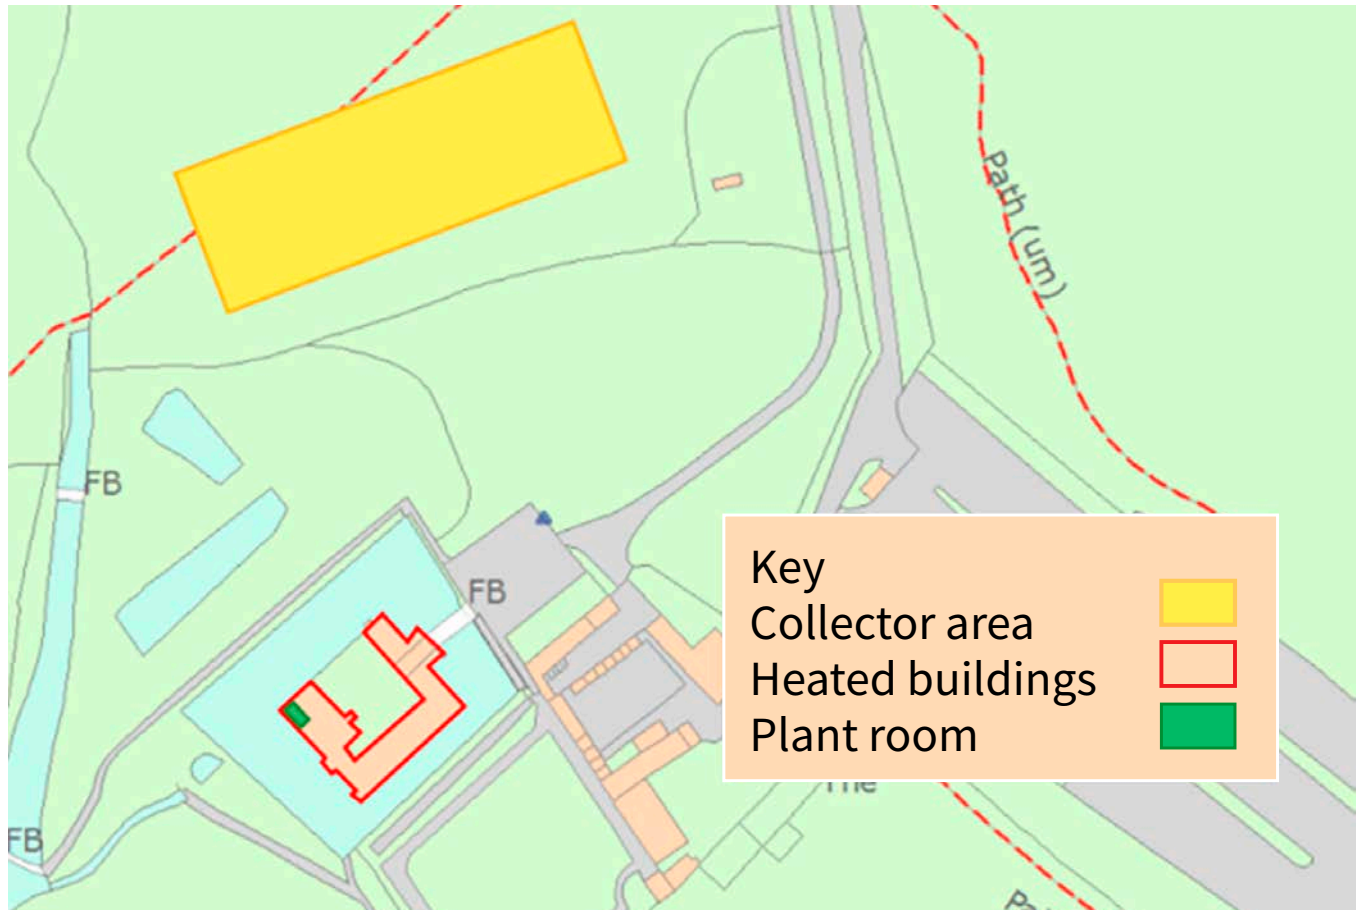 Path (um)
FB
FB
Key
Collector area
Heated buildings
Plant room
FB